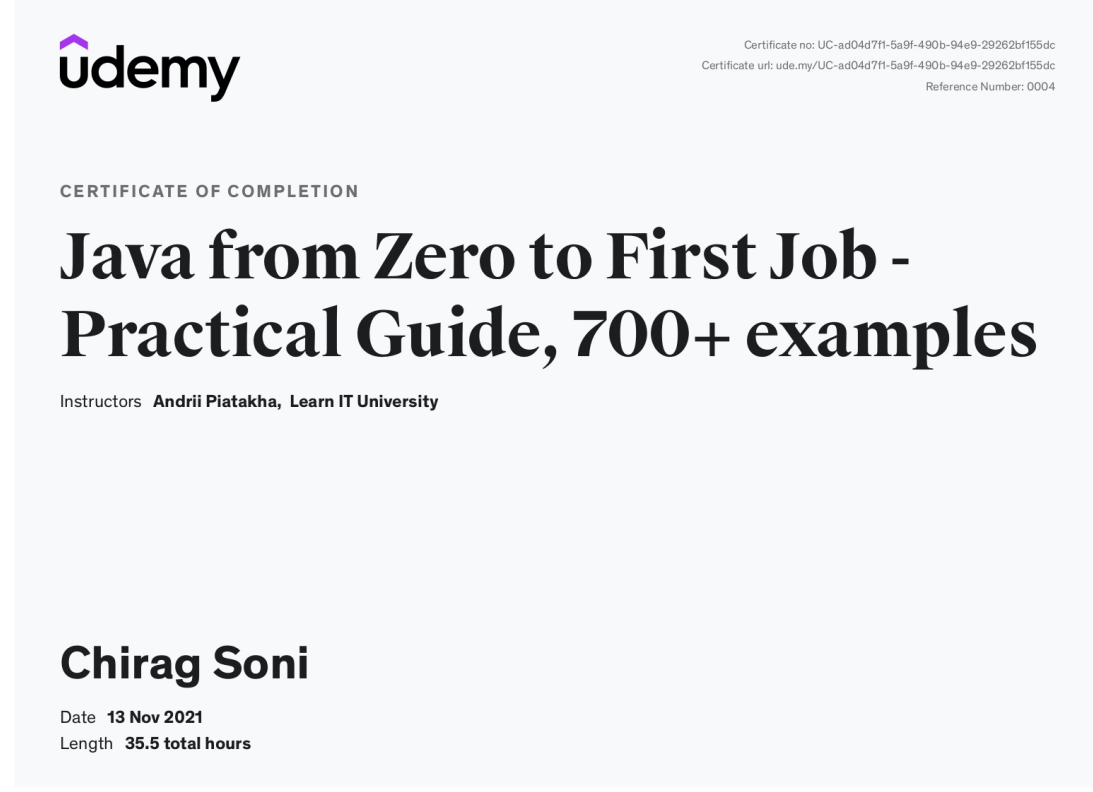 udemy
Certificate no: UC-ad04d7f1-5a9f-490b-94e9-29262bf155dc
Certificate url: ude.my/UC-ad04d7f1-5a9f-490b-94e9-29262bf155dc
Reference Number: 0004
CERTIFICATE OF COMPLETION
Java from Zero to First Job -
Practical Guide, 700+ examples
Instructors Andrii Piatakha, Learn IT University
Chirag Soni
Date 13 Nov 2021
Length 35.5 total hours